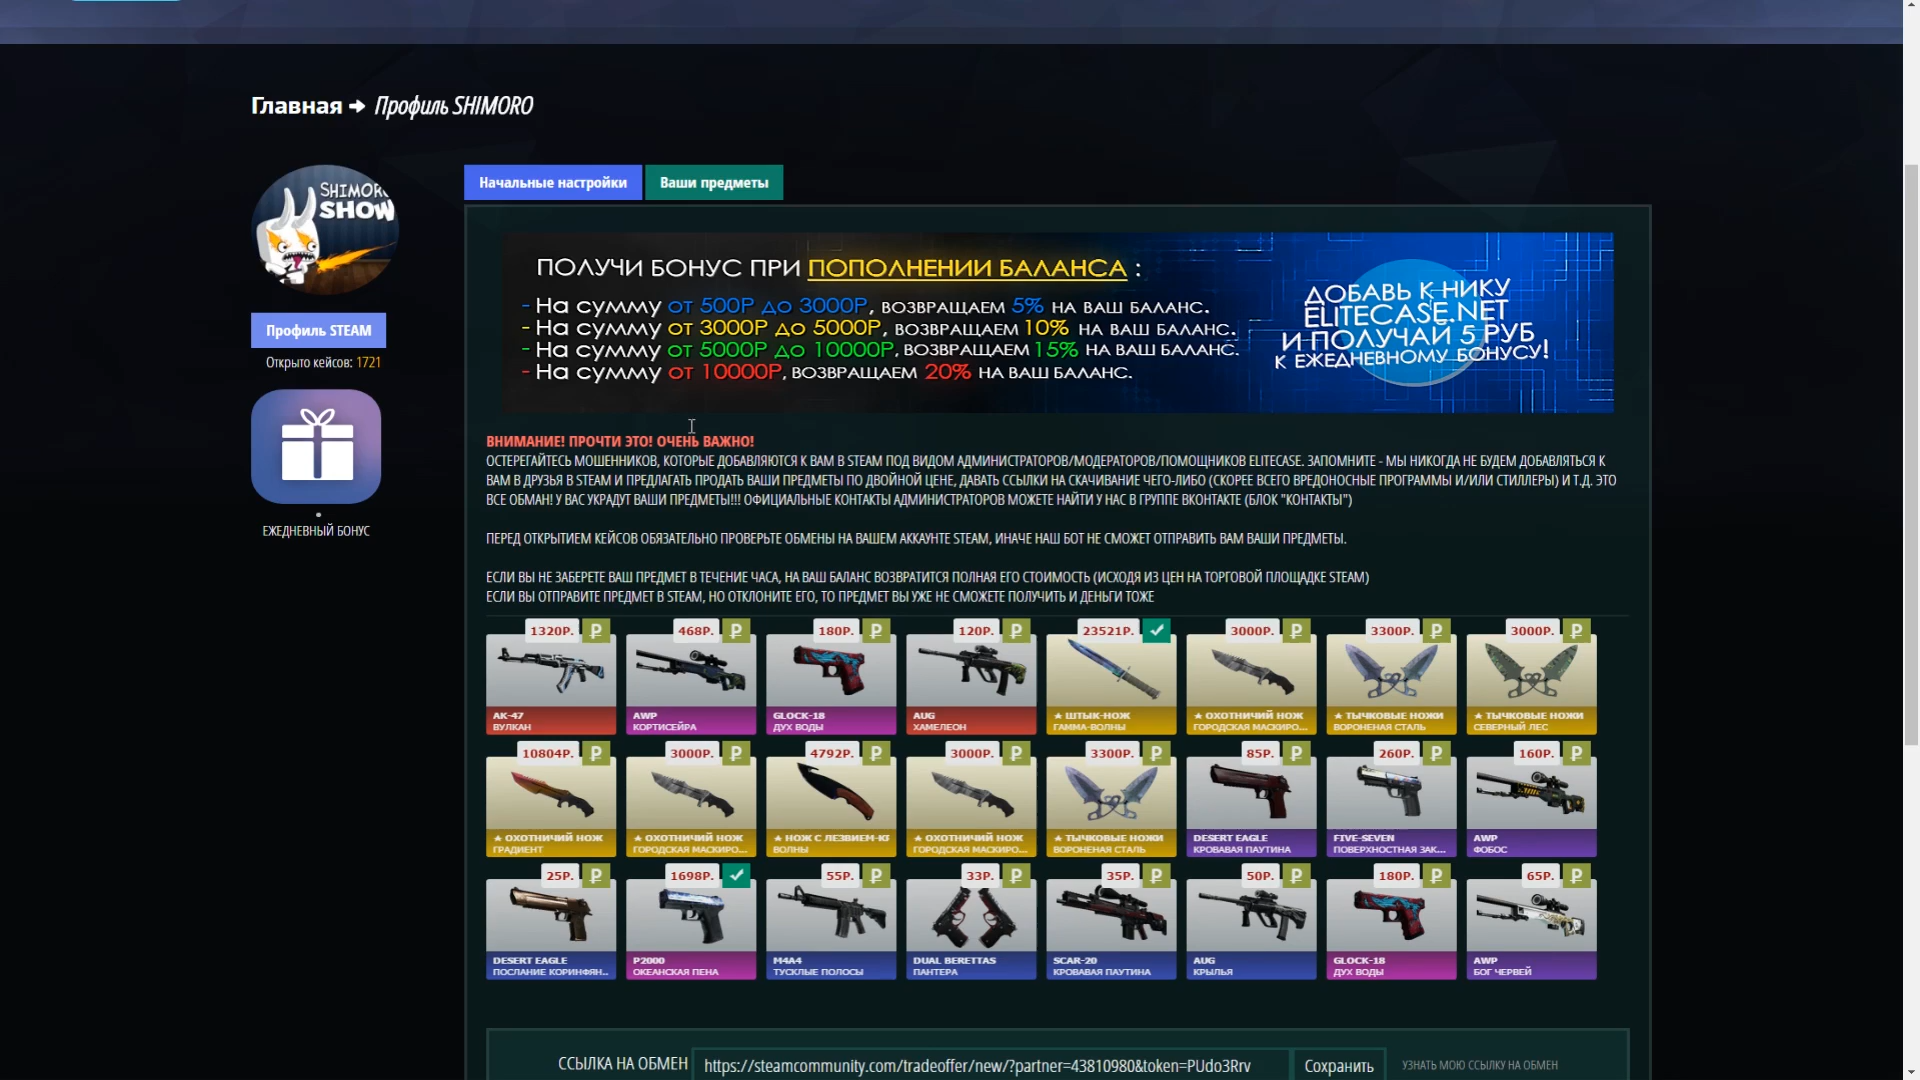 Главная → Профиль SHIMORO
SHIMORO
SHOW
Профиль STEAM
Открыто кейсов: 1721
ЕЖЕДНЕВНЫЙ БОНУС
Начальные настройки
Ваши предметы
ПОЛУЧИ БОНУС ПРИ ПОПОЛНЕНИИ БАЛАНСА :
- На сумму от 500Р до 3000Р, ВОЗВРАЩАЕМ 5% НА ВАШ БАЛАНС.
- На сумму от 3000Р до 5000Р, ВОЗВРАЩАЕМ 10% НА ВАШ БАЛАНС.
- На сумму от 5000Р до 10000Р, ВОЗВРАЩАЕМ 15% НА ВАШ БАЛАНС.
- На сумму от 10000Р, ВОЗВРАЩАЕМ 20% НА ВАШ БАЛАНС.
ДОБАВЬ К НИКУ
ELITECASE.NET
И ПОЛУЧАЙ 5 РУБ
К ЕЖЕДНЕВНОМУ БОНУСУ!
ВНИМАНИЕ! ПРОЧТИ ЭТО! ОЧЕНЬ ВАЖНО!
ОСТЕРЕГАЙТЕСЬ МОШЕННИКОВ, КОТОРЫЕ ДОБАВЛЯЮТСЯ К ВАМ В STEAM ПОД ВИДОМ АДМИНИСТРАТОРОВ/МОДЕРАТОРОВ/ПОМОЩНИКОВ ELITECASE. ЗАПОМНИТЕ - МЫ НИКОГДА НЕ БУДЕМ ДОБАВЛЯТЬСЯ К
ВАМ В ДРУЗЬЯ В STEAM И ПРЕДЛАГАТЬ ПРОДАТЬ ВАШИ ПРЕДМЕТЫ ПО ДВОЙНОЙ ЦЕНЕ, ДАВАТЬ ССЫЛКИ НА СКАЧИВАНИЕ ЧЕГО-ЛИБО (СКОРЕЕ ВСЕГО ВРЕДОНОСНЫЕ ПРОГРАММЫ И/ИЛИ СТИЛЛЕРЫ) И Т.Д. ЭТО
ВСЕ ОБМАН! У ВАС УКРАДУТ ВАШИ ПРЕДМЕТЫ!!! ОФИЦИАЛЬНЫЕ КОНТАКТЫ АДМИНИСТРАТОРОВ МОЖЕТЕ НАЙТИ У НАС В ГРУППЕ ВКОНТАКТЕ (БЛОК "КОНТАКТЫ")
ПЕРЕД ОТКРЫТИЕМ КЕЙСОВ ОБЯЗАТЕЛЬНО ПРОВЕРЬТЕ ОБМЕНЫ НА ВАШЕМ АККАУНТЕ STEAM, ИНАЧЕ НАШ БОТ НЕ СМОЖЕТ ОТПРАВИТЬ ВАМ ВАШИ ПРЕДМЕТЫ.
ЕСЛИ ВЫ НЕ ЗАБЕРЕТЕ ВАШ ПРЕДМЕТ В ТЕЧЕНИЕ ЧАСА, НА ВАШ БАЛАНС ВОЗВРАТИТСЯ ПОЛНАЯ ЕГО СТОИМОСТЬ (ИСХОДЯ ИЗ ЦЕН НА ТОРГОВОЙ ПЛОЩАДКЕ STEAM)
ЕСЛИ ВЫ ОТПРАВИТЕ ПРЕДМЕТ В STEAM, НО ОТКЛОНИТЕ ЕГО, ТО ПРЕДМЕТ ВЫ УЖЕ НЕ СМОЖЕТЕ ПОЛУЧИТЬ И ДЕНЬГИ ТОЖЕ
1320Р. ₽ 468Р. ₽ 180Р. ₽ 120Р. ₽ 23521Р. ✓ 3000Р. ₽ 3300Р. ₽ 3000Р. ₽
AK-47 AWP GLOCK-18 AUG ★ ШТЫК-НОЖ ★ ОХОТНИЧИЙ НОЖ ★ ТЫЧКОВЫЕ НОЖИ ★ ТЫЧКОВЫЕ НОЖИ
ВУЛКАН КОРТИСЕЙРА ДУХ ВОДЫ ХАМЕЛЕОН ГАММА-ВОЛНЫ ГОРОДСКАЯ МАСКИРО... ВОРОНЕНАЯ СТАЛЬ СЕВЕРНЫЙ ЛЕС
10804Р. ₽ 3000Р. ₽ 4792Р. ₽ 3000Р. ₽ 3300Р. ₽ 85Р. ₽ 260Р. ₽ 160Р. ₽
★ ОХОТНИЧИЙ НОЖ ★ ОХОТНИЧИЙ НОЖ ★ НОЖ С ЛЕЗВИЕМ-КР ★ ОХОТНИЧИЙ НОЖ ★ ТЫЧКОВЫЕ НОЖИ DESERT EAGLE FIVE-SEVEN AWP
ГРАДИЕНТ ГОРОДСКАЯ МАСКИРО... ВОЛНЫ ГОРОДСКАЯ МАСКИРО... ВОРОНЕНАЯ СТАЛЬ КРОВАВАЯ ПАУТИНА ПОВЕРХНОСТНАЯ ЗАК... ФОБОС
25Р. ₽ 1698Р. ✓ 55Р. ₽ 33Р. ₽ 35Р. ₽ 50Р. ₽ 180Р. ₽ 65Р. ₽
DESERT EAGLE P2000 M4A4 DUAL BERETTAS SCAR-20 AUG GLOCK-18 AWP
ПОСЛАНИЕ КОРИНФЯН... ОКЕАНСКАЯ ПЕНА ТУСКЛЫЕ ПОЛОСЫ ПАНТЕРА КРОВАВАЯ ПАУТИНА КРЫЛЬЯ ДУХ ВОДЫ БОГ ЧЕРВЕЙ
ССЫЛКА НА ОБМЕН https://steamcommunity.com/tradeoffer/new/?partner=43810980&token=PUdo3Rrv Сохранить УЗНАТЬ МОЮ ССЫЛКУ НА ОБМЕН